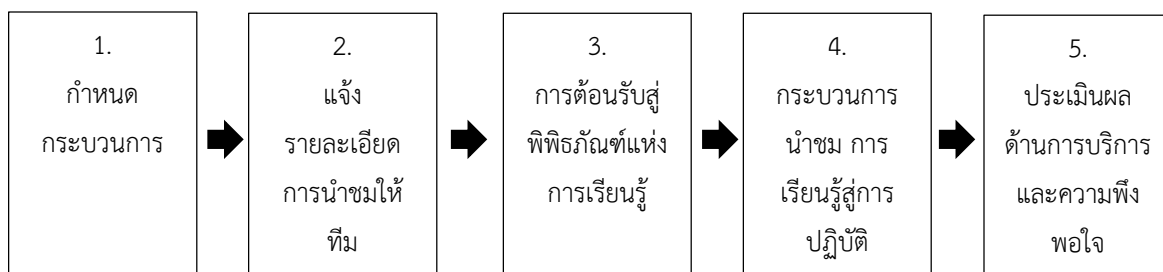 1.
กำหนด
กระบวนการ
2.
แจ้ง
รายละเอียด
การนำชมให้
ทีม
3.
การต้อนรับสู่
พิพิธภัณฑ์แห่ง
การเรียนรู้
4.
กระบวนการ
นำชม การ
เรียนรู้สู่การ
ปฏิบัติ
5.
ประเมินผล
ด้านการบริการ
และความพึง
พอใจ